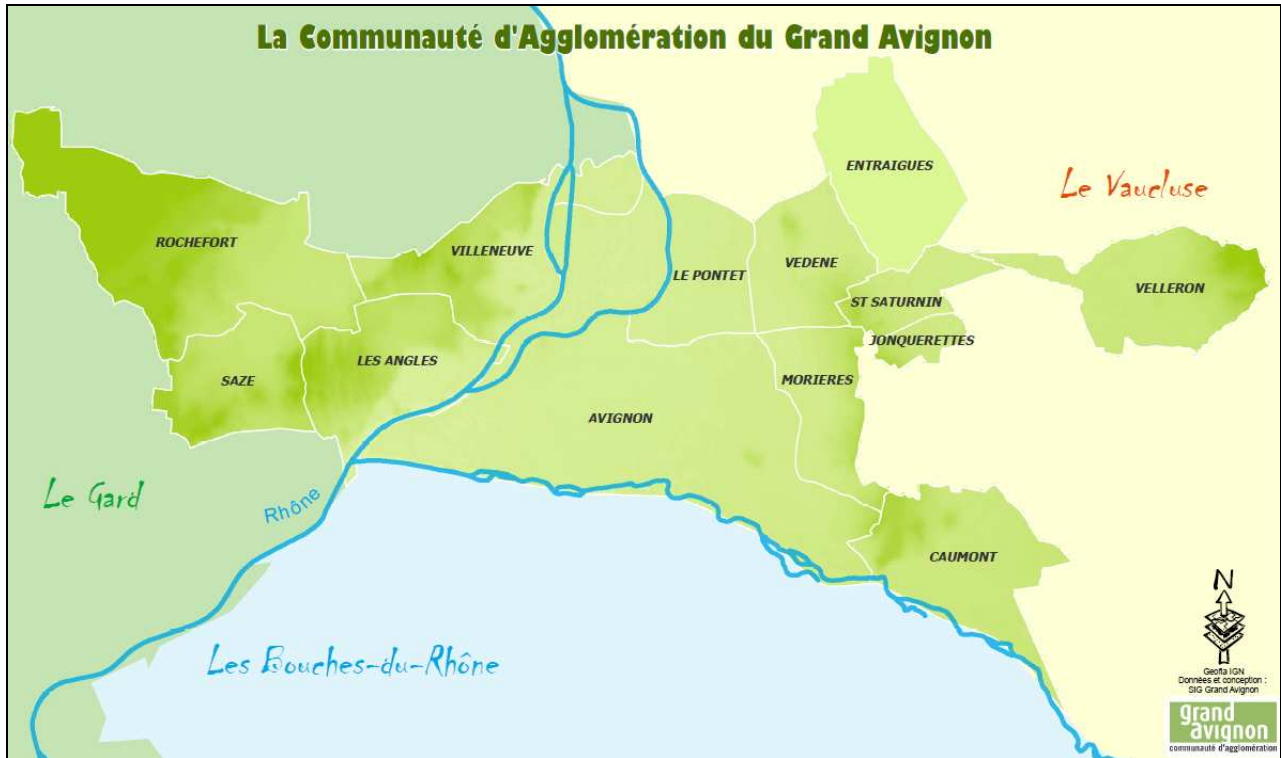 La Communauté d'Agglomération du Grand Avignon
ENTRAIGUES
Le Vaucluse
ROCHEFORT
VILLENEUVE
LE PONTET
VEDENE
VELLERON
ST SATURNIN
JONQUERETTES
LES ANGLES
SAZE
MORIERES
AVIGNON
Le Gard
Rhône
CAUMONT
N
Les Bouches-du-Rhône
Geofla IGN
Données et conception :
SIG Grand Avignon
grand
avignon
communauté d'agglomération